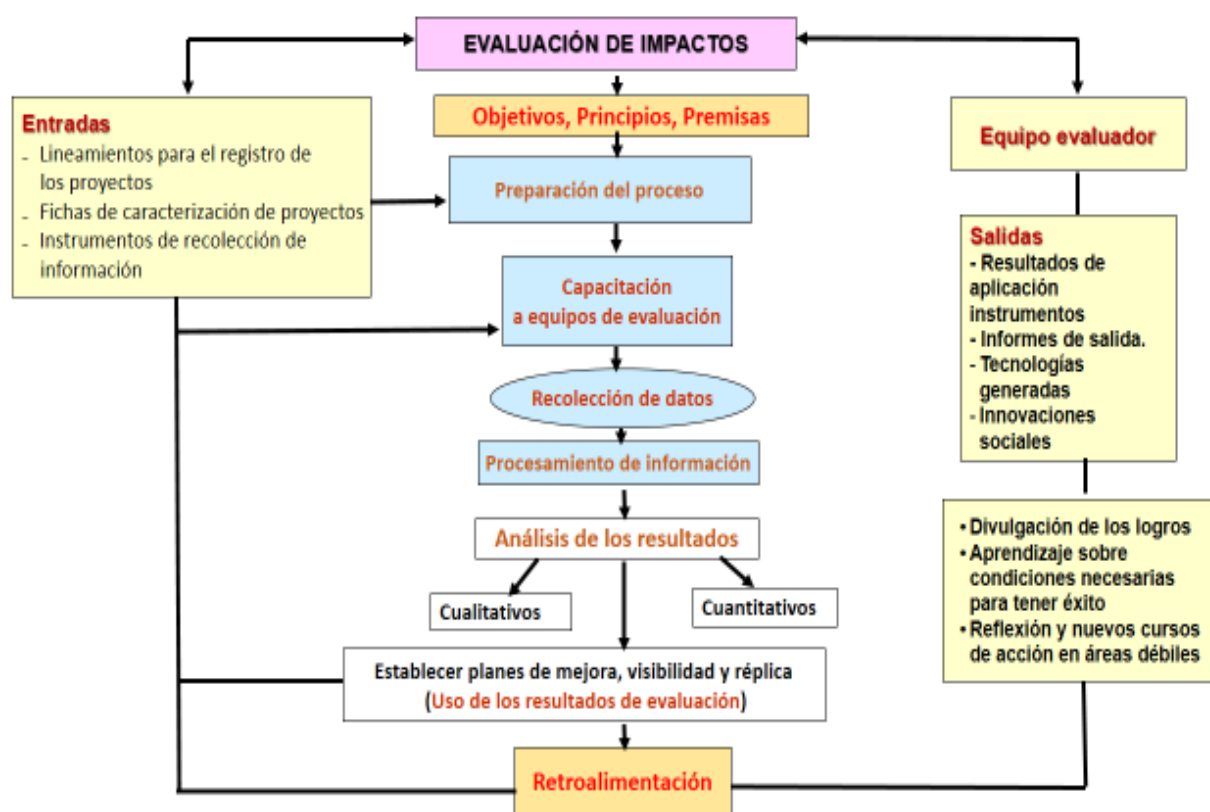 EVALUACIÓN DE IMPACTOS
Objetivos, Principios, Premisas
Entradas
- Lineamientos para el registro de
los proyectos
- Fichas de caracterización de proyectos
- Instrumentos de recolección de
información
Preparación del proceso
Capacitación
a equipos de evaluación
Recolección de datos
Procesamiento de información
Análisis de los resultados
Cualitativos
Cuantitativos
Establecer planes de mejora, visibilidad y réplica
(Uso de los resultados de evaluación)
Retroalimentación
Equipo evaluador
Salidas
- Resultados de
aplicación
instrumentos
- Informes de salida.
- Tecnologías
generadas
- Innovaciones
sociales
• Divulgación de los logros
• Aprendizaje sobre
condiciones necesarias
para tener éxito
• Reflexión y nuevos cursos
de acción en áreas débiles